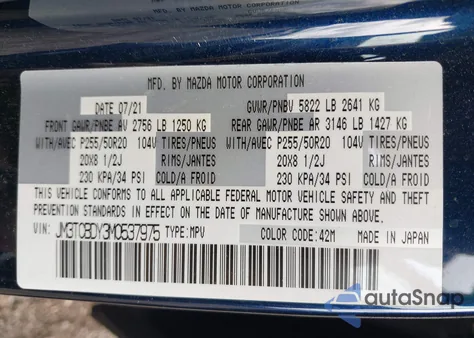 MFD. BY MAZDA MOTOR CORPORATION
DATE 07/21 GVWR/PNBV 5822 LB 2641 KG
FRONT GAWR/PNBE AV 2756 LB 1250 KG REAR GAWR/PNBE AR 3146 LB 1427 KG
WITH/AVEC P255/50R20 104V TIRES/PNEUS WITH/AVEC P255/50R20 104V TIRES/PNEUS
20X8 1/2J RIMS/JANTES 20X8 1/2J RIMS/JANTES
230 KPA/34 PSI COLD/A FROID 230 KPA/34 PSI COLD/A FROID
THIS VEHICLE CONFORMS TO ALL APPLICABLE FEDERAL MOTOR VEHICLE SAFETY AND THEFT
PREVENTION STANDARDS IN EFFECT ON THE DATE OF MANUFACTURE SHOWN ABOVE.
VIN: JM3TCBDY3M0537975 TYPE:MPV COLOR CODE:42M MADE IN JAPAN
autaSnap